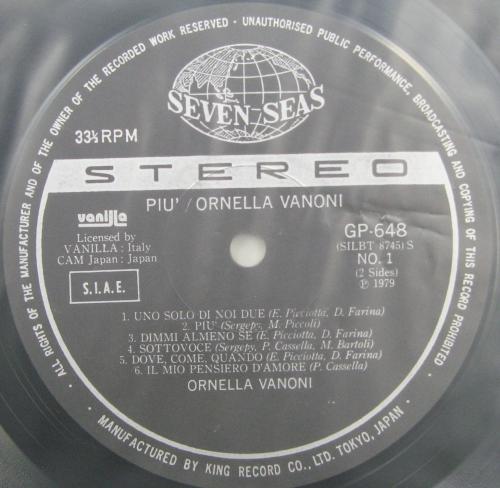 ALL RIGHTS OF THE MANUFACTURER AND OF THE OWNER OF THE RECORDED WORK RESERVED · UNAUTHORISED PUBLIC PERFORMANCE, BROADCASTING AND COPYING OF THIS RECORD PROHIBITED
SEVEN SEAS
33⅓RPM
STEREO
PIU' / ORNELLA VANONI
vanilla
Licensed by
VANILLA : Italy
CAM Japan : Japan
S.I.A.E.
GP-648
(SILBT 8745) S
NO. 1
(2 Sides)
Ⓟ 1979
1. UNO SOLO DI NOI DUE (E. Picciotta, D. Farina)
2. PIU' (Sergepy, M. Piccoli)
3. DIMMI ALMENO SE (E. Picciotta, D. Farina)
4. SOTTOVOCE (Sergepy, P. Cassella, M. Bartoli)
5. DOVE, COME, QUANDO (E. Picciotta, D. Farina)
6. IL MIO PENSIERO D'AMORE (P. Cassella)
ORNELLA VANONI
· MANUFACTURED BY KING RECORD CO., LTD. TOKYO, JAPAN ·